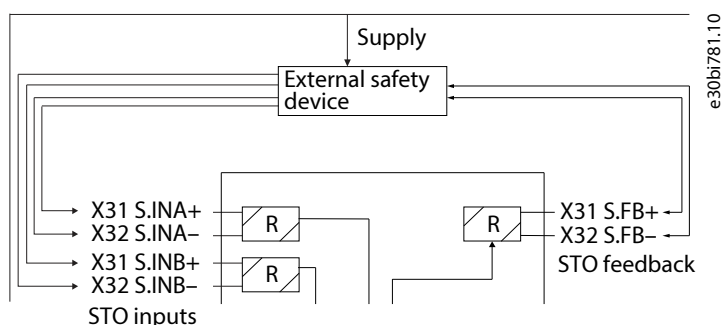 Supply
External safety
device
e30bi781.10
X31 S.INA+
X32 S.INA–
X31 S.INB+
X32 S.INB–
STO inputs
R
R
R
X31 S.FB+
X32 S.FB–
STO feedback